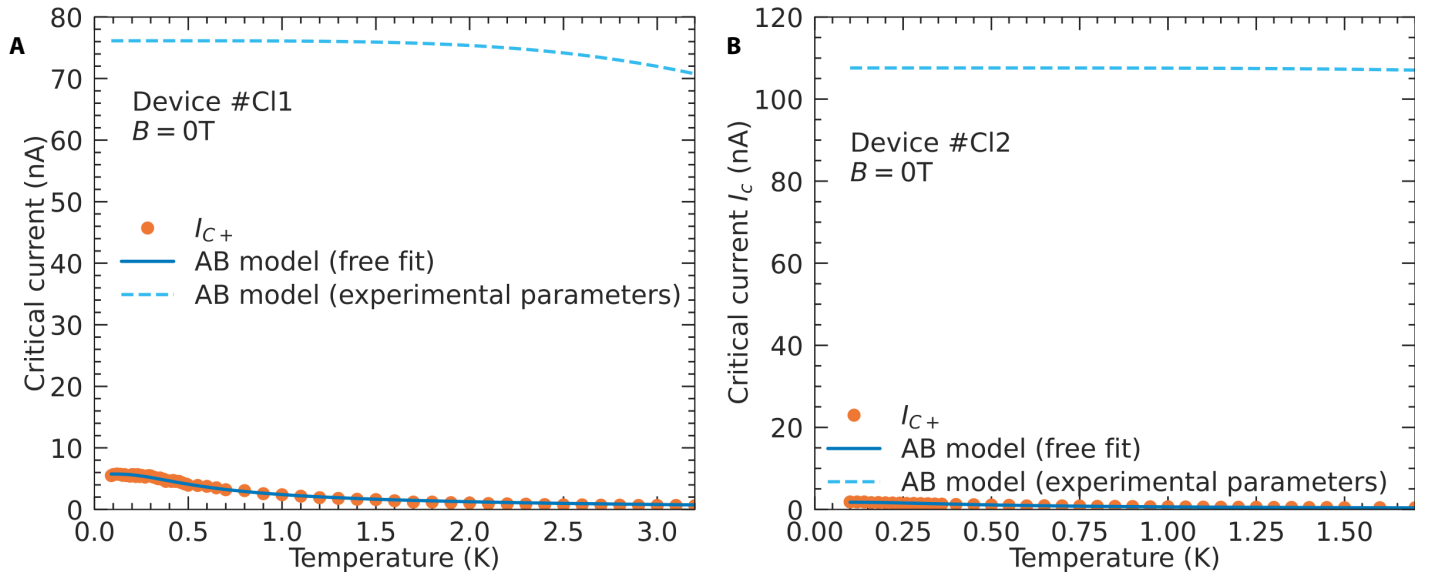 A
Critical current (nA)
80
70
60
50
40
30
20
10
0
Device #Cl1
B = 0T
I_{C+}
AB model (free fit)
AB model (experimental parameters)
0.0 0.5 1.0 1.5 2.0 2.5 3.0
Temperature (K)
B
Critical current I_c (nA)
120
100
80
60
40
20
0
Device #Cl2
B = 0T
I_{C+}
AB model (free fit)
AB model (experimental parameters)
0.00 0.25 0.50 0.75 1.00 1.25 1.50
Temperature (K)